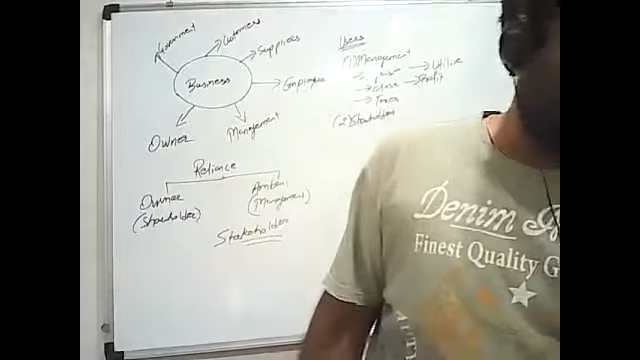 Government
Customers
Suppliers
Business
Employees
Owner
Management
Reliance
Owner
(Shareholder)
Ambani
(Management)
Stakeholder
Users
(1) Management
→ Utilise
→ Profit
→ Taxes
(2) Stakeholders
Denim
Finest Quality G